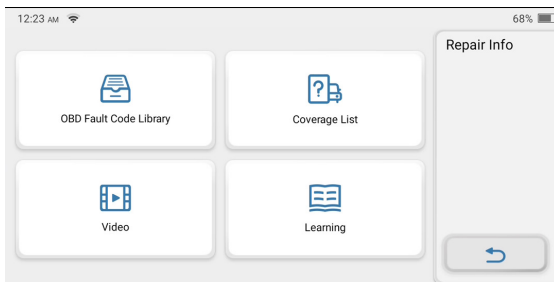 12:23 AM
68%
Repair Info
OBD Fault Code Library
Coverage List
Video
Learning